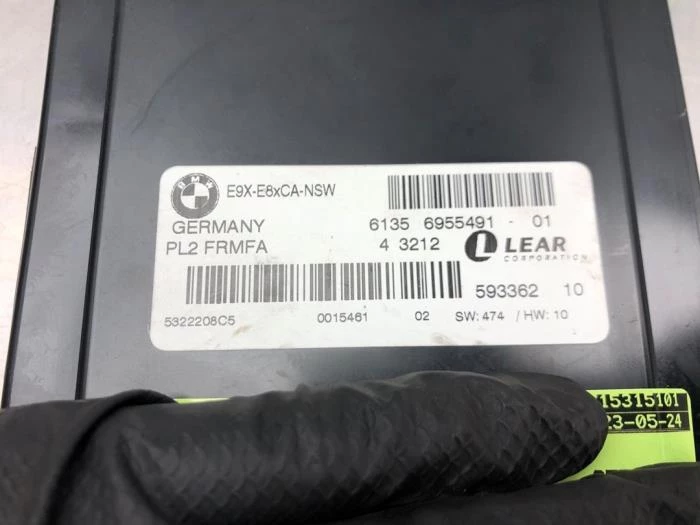 BMW
E9X-E8xCA-NSW
GERMANY 6135 6955491 - 01
PL2 FRMFA 4 3212 LEAR
CORPORATION
593362 10
5322208C5 0015461 02 SW: 474 / HW: 10
15315101
23-05-24